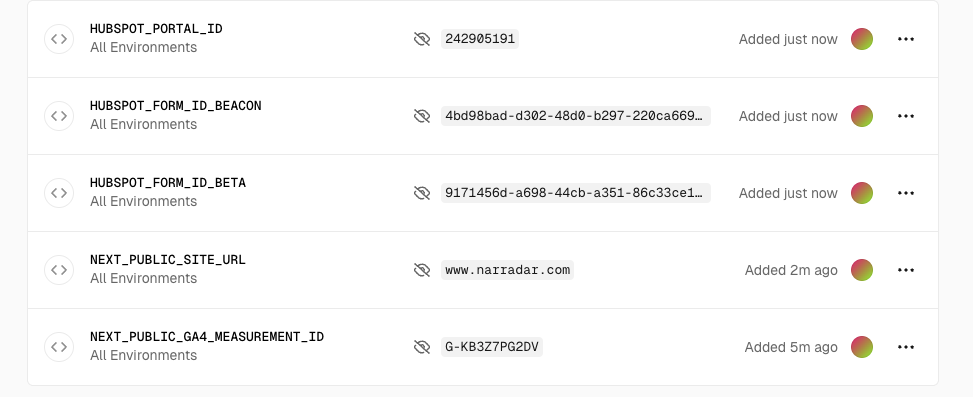 HUBSPOT_PORTAL_ID
All Environments
242905191
Added just now
HUBSPOT_FORM_ID_BEACON
All Environments
4bd98bad-d302-48d0-b297-220ca669…
Added just now
HUBSPOT_FORM_ID_BETA
All Environments
9171456d-a698-44cb-a351-86c33ce1…
Added just now
NEXT_PUBLIC_SITE_URL
All Environments
www.narradar.com
Added 2m ago
NEXT_PUBLIC_GA4_MEASUREMENT_ID
All Environments
G-KB3Z7PG2DV
Added 5m ago